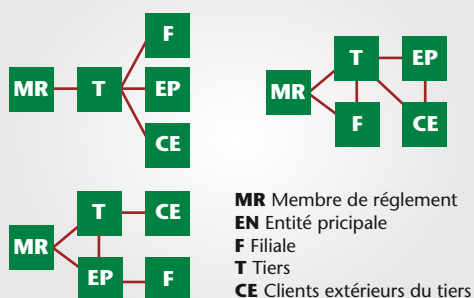 F
MR T EP
CE
T EP
MR
F CE
T CE
MR
EP F
MR Membre de réglement
EN Entité pricipale
F Filiale
T Tiers
CE Clients extérieurs du tiers